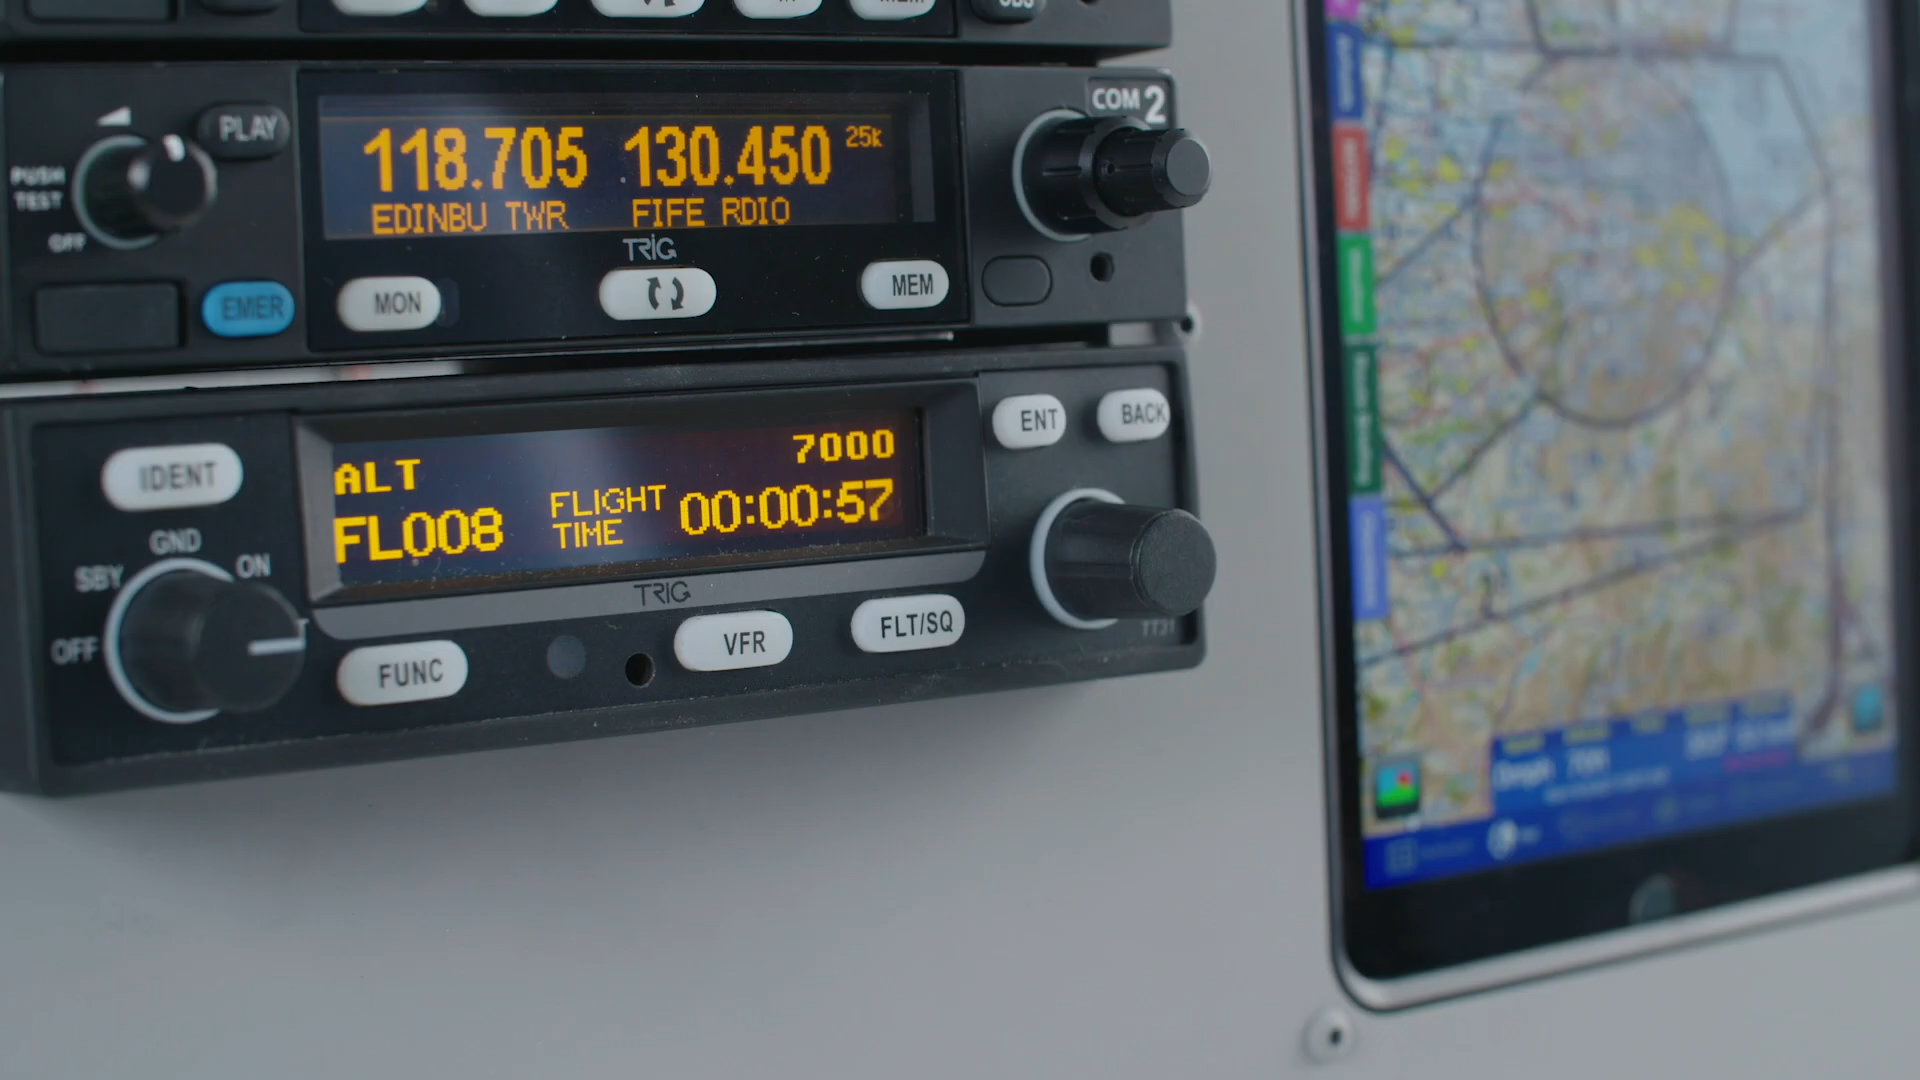 COM 2
PLAY
118.705 130.450 25k
PUSH
TEST
EDINBU TWR FIFE RDIO
OFF
TRIG
EMER
MON
MEM
ENT
BACK
IDENT
ALT
7000
FL008
FLIGHT
TIME
00:00:57
GND
SBY
ON
OFF
TRIG
FUNC
VFR
FLT/SQ
TT31